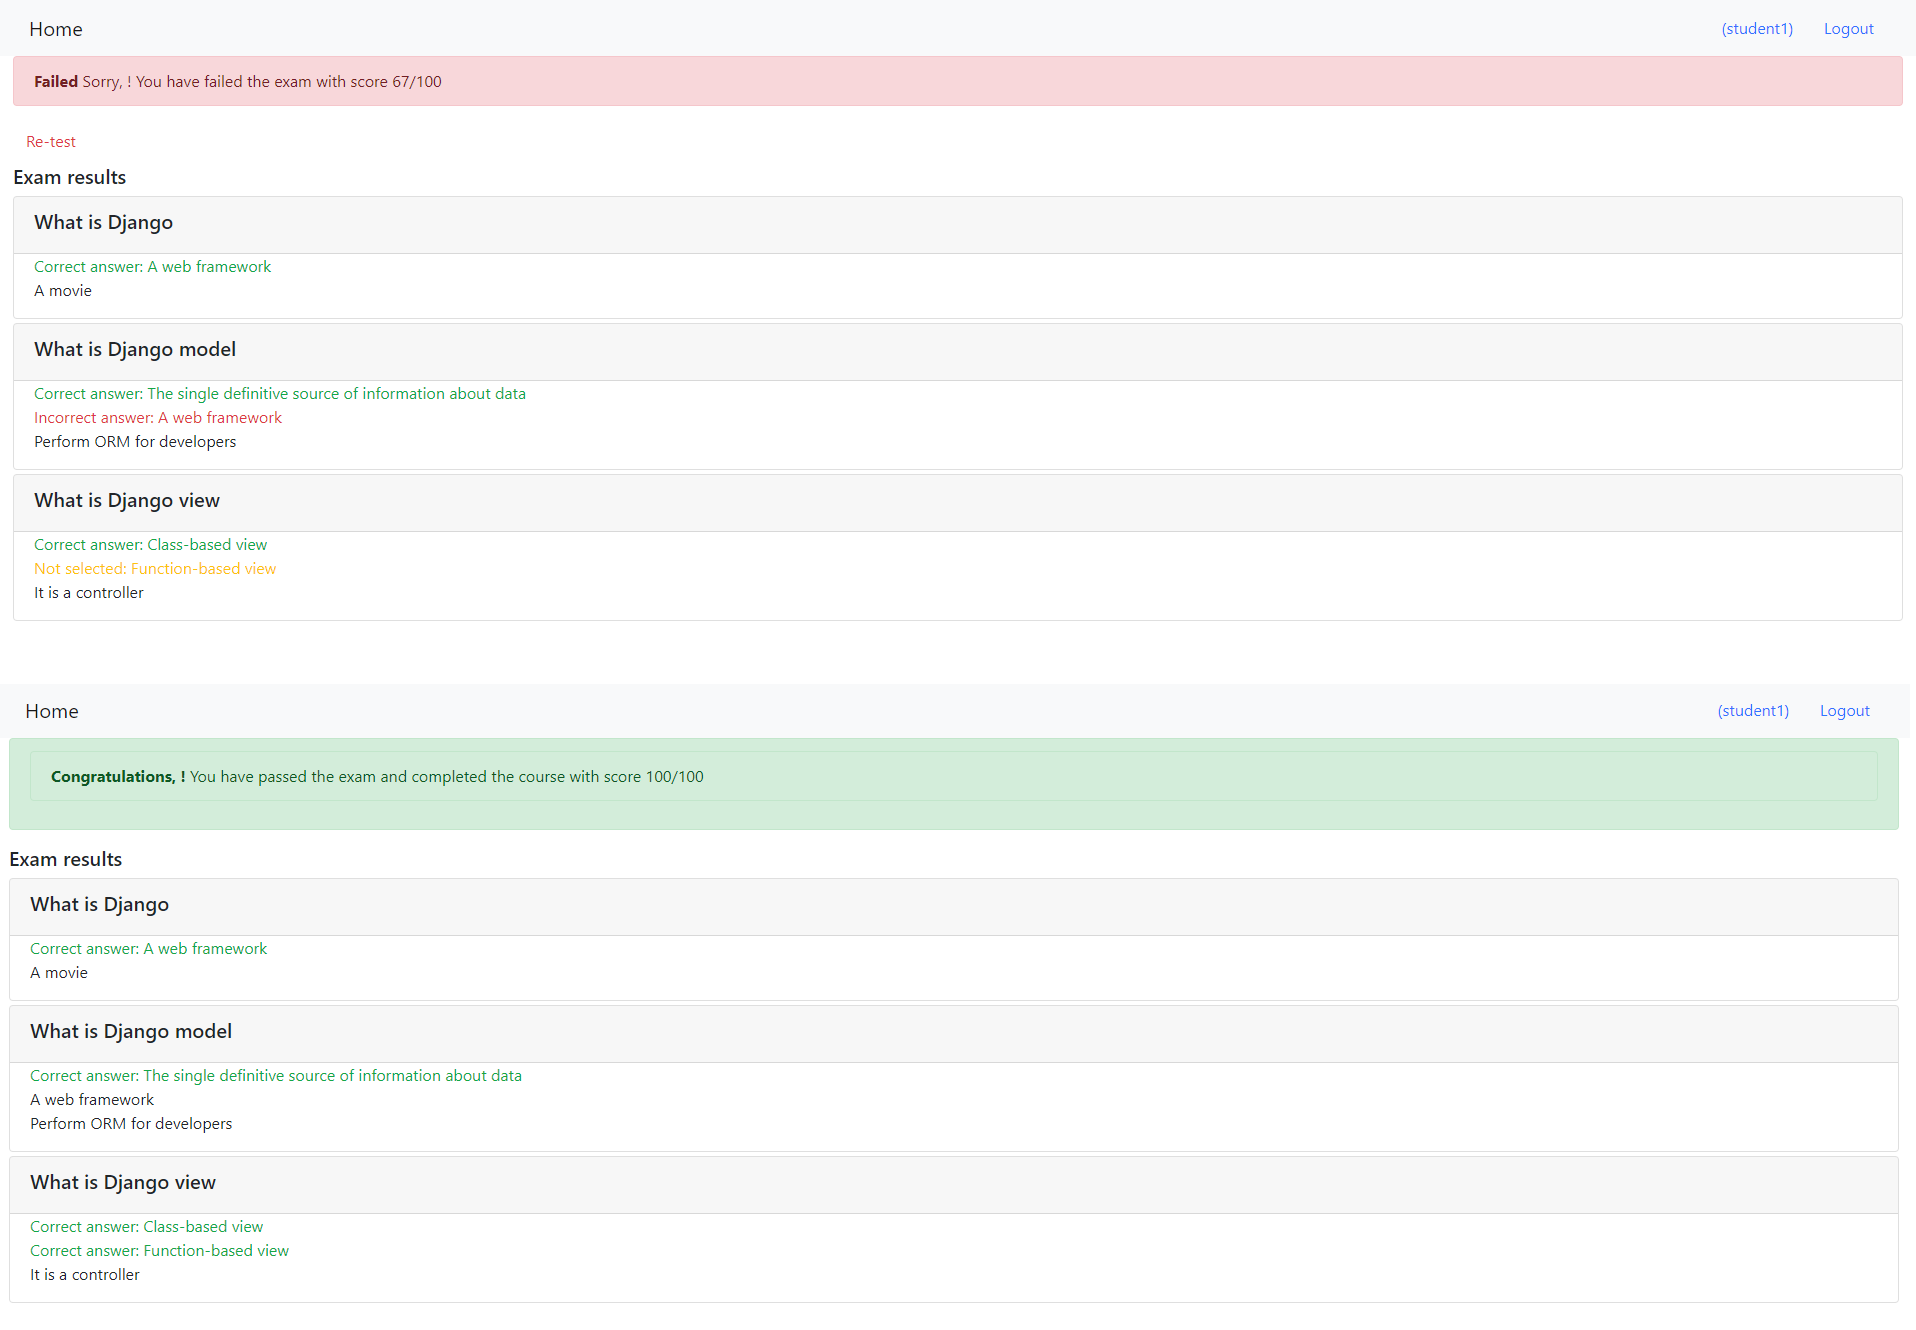 Home (student1) Logout
Failed Sorry, ! You have failed the exam with score 67/100
Re-test
Exam results
What is Django
Correct answer: A web framework
A movie
What is Django model
Correct answer: The single definitive source of information about data
Incorrect answer: A web framework
Perform ORM for developers
What is Django view
Correct answer: Class-based view
Not selected: Function-based view
It is a controller
Home (student1) Logout
Congratulations, ! You have passed the exam and completed the course with score 100/100
Exam results
What is Django
Correct answer: A web framework
A movie
What is Django model
Correct answer: The single definitive source of information about data
A web framework
Perform ORM for developers
What is Django view
Correct answer: Class-based view
Correct answer: Function-based view
It is a controller